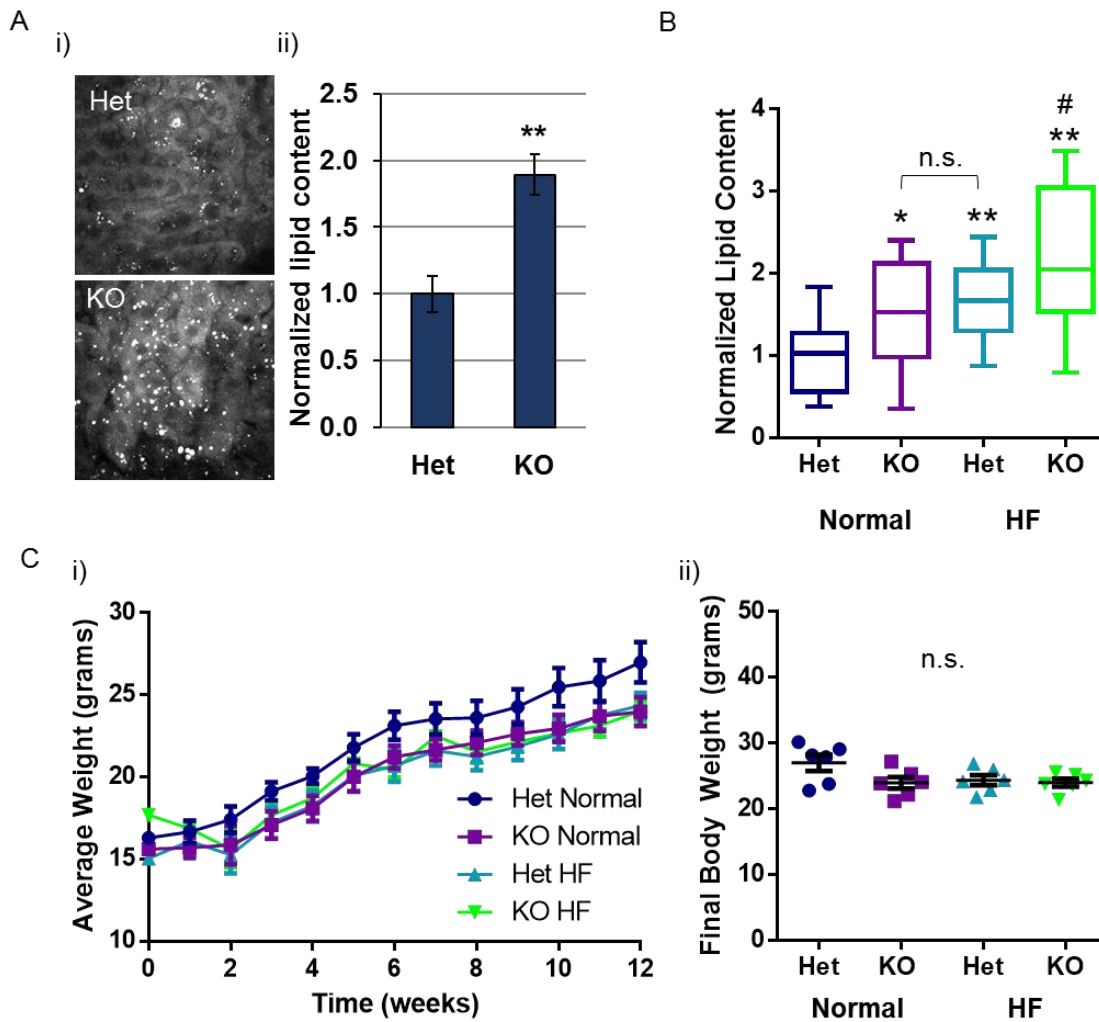 A
i)
Het
KO
ii)
Normalized lipid content
2.5
2.0
1.5
1.0
0.5
0.0
**
Het KO
B
Normalized Lipid Content
4
3
2
1
0
n.s.
*
**
#
**
Het KO Het KO
Normal HF
C
i)
Average Weight (grams)
30
25
20
15
10
Het Normal
KO Normal
Het HF
KO HF
0 2 4 6 8 10 12
Time (weeks)
ii)
Final Body Weight (grams)
50
40
30
20
10
0
n.s.
Het KO Het KO
Normal HF